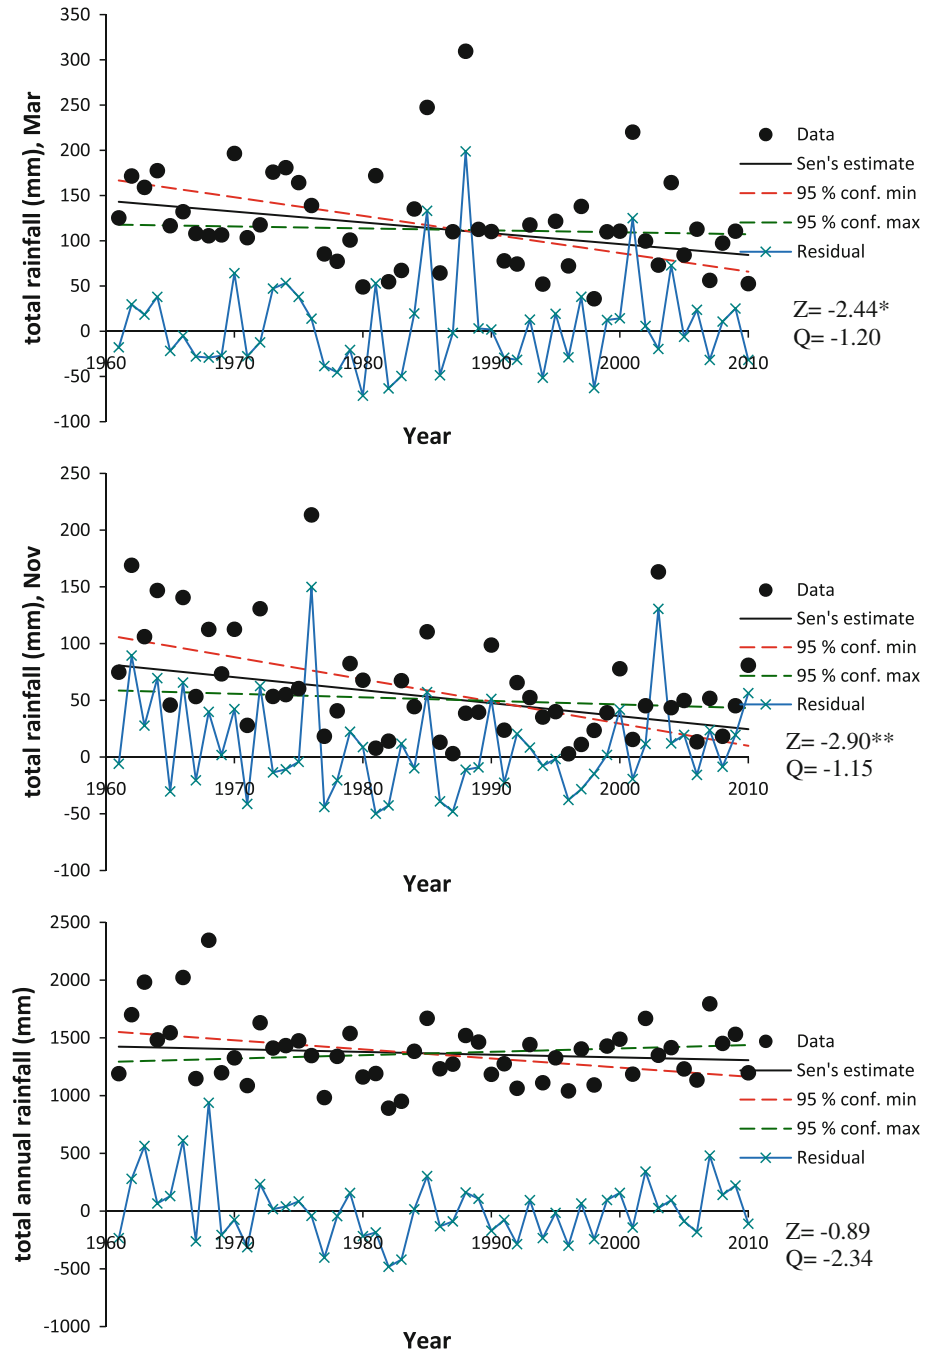 350
300
250
200
150
100
50
0
-50
-100
total rainfall (mm), Mar
1960
1970
1980
1990
2000
2010
Year
Data
Sen's estimate
95 % conf. min
95 % conf. max
Residual
Z= -2.44*
Q= -1.20
250
200
150
100
50
0
-50
-100
total rainfall (mm), Nov
1960
1970
1980
1990
2000
2010
Year
Data
Sen's estimate
95 % conf. min
95 % conf. max
Residual
Z= -2.90**
Q= -1.15
2500
2000
1500
1000
500
0
-500
-1000
total annual rainfall (mm)
1960
1970
1980
1990
2000
2010
Year
Data
Sen's estimate
95 % conf. min
95 % conf. max
Residual
Z= -0.89
Q= -2.34